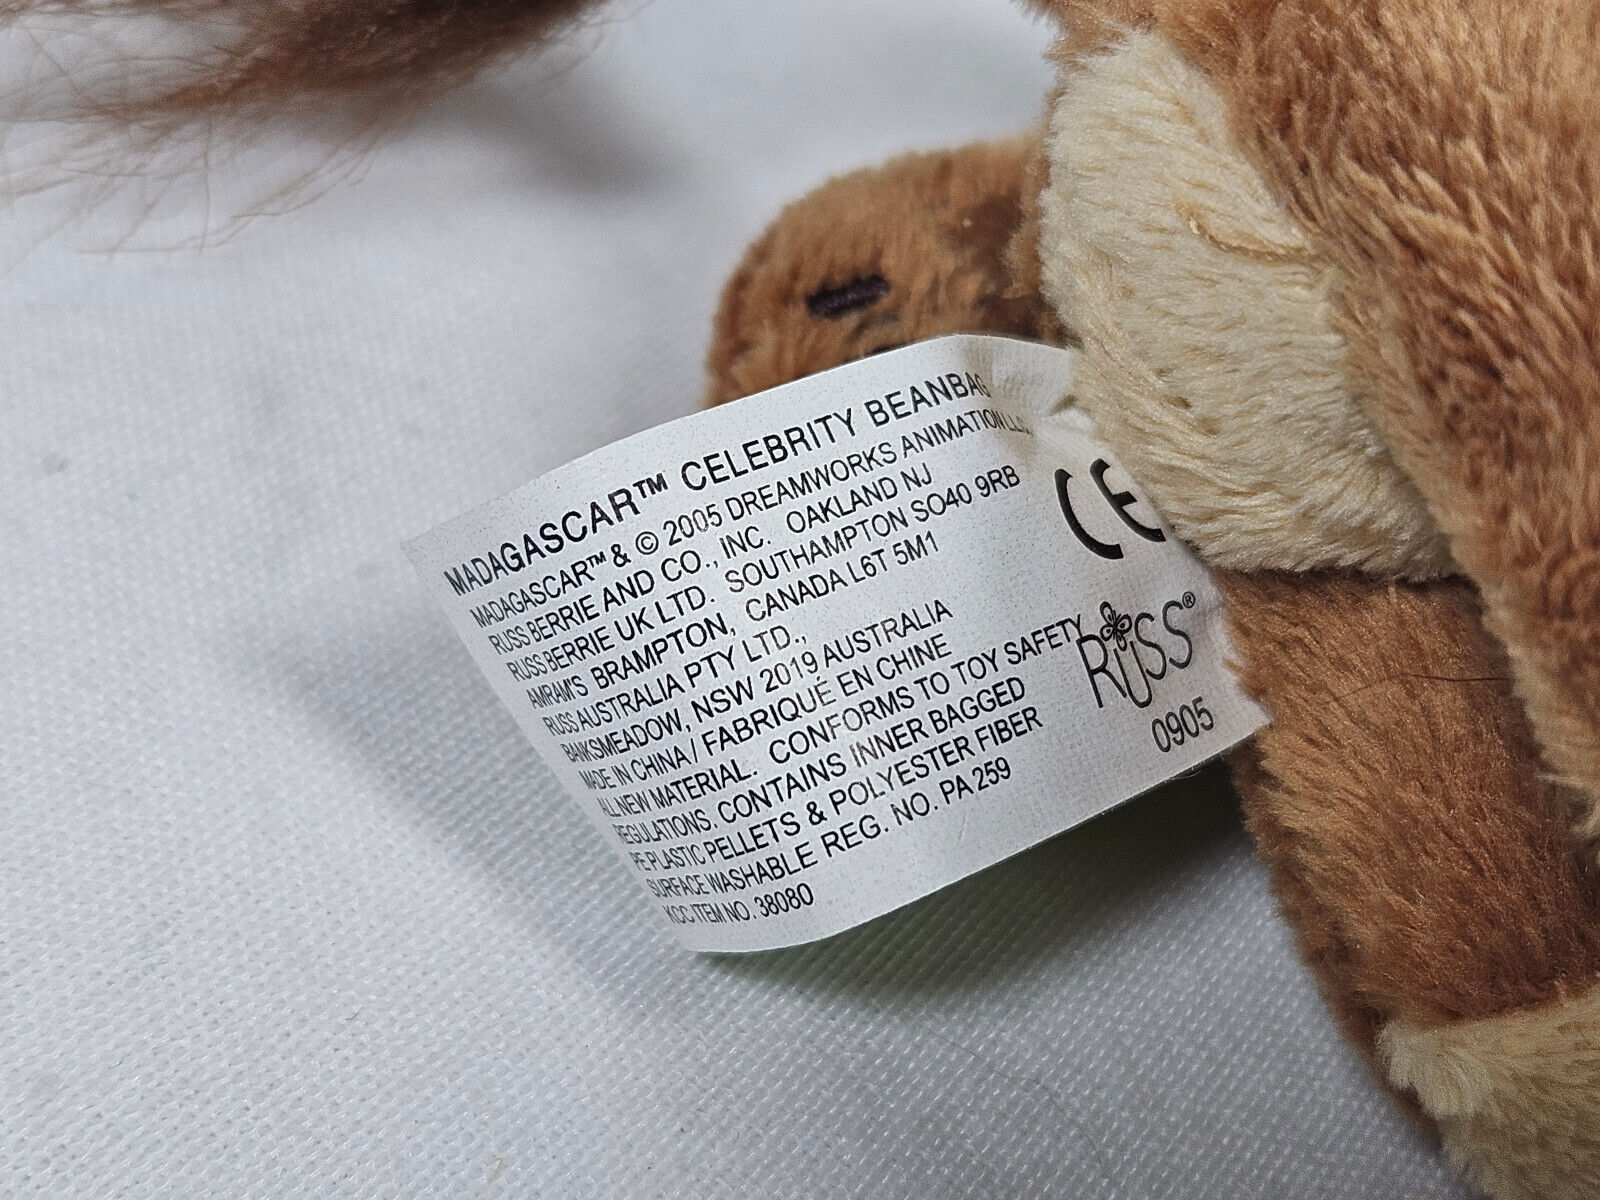 MADAGASCAR™ CELEBRITY BEANBAG
MADAGASCAR™ & © 2005 DREAMWORKS ANIMATION LLC
RUSS BERRIE AND CO., INC. OAKLAND NJ
RUSS BERRIE UK LTD. SOUTHAMPTON SO40 9RB
AMRAM'S BRAMPTON, CANADA L6T 5M1
RUSS AUSTRALIA PTY LTD.,
BANKSMEADOW, NSW 2019 AUSTRALIA
MADE IN CHINA / FABRIQUÉ EN CHINE
ALL NEW MATERIAL. CONFORMS TO TOY SAFETY
REGULATIONS. CONTAINS INNER BAGGED
PE PLASTIC PELLETS & POLYESTER FIBER
SURFACE WASHABLE REG. NO. PA 259
KCC ITEM NO. 38080
CE
RUSS®
0905